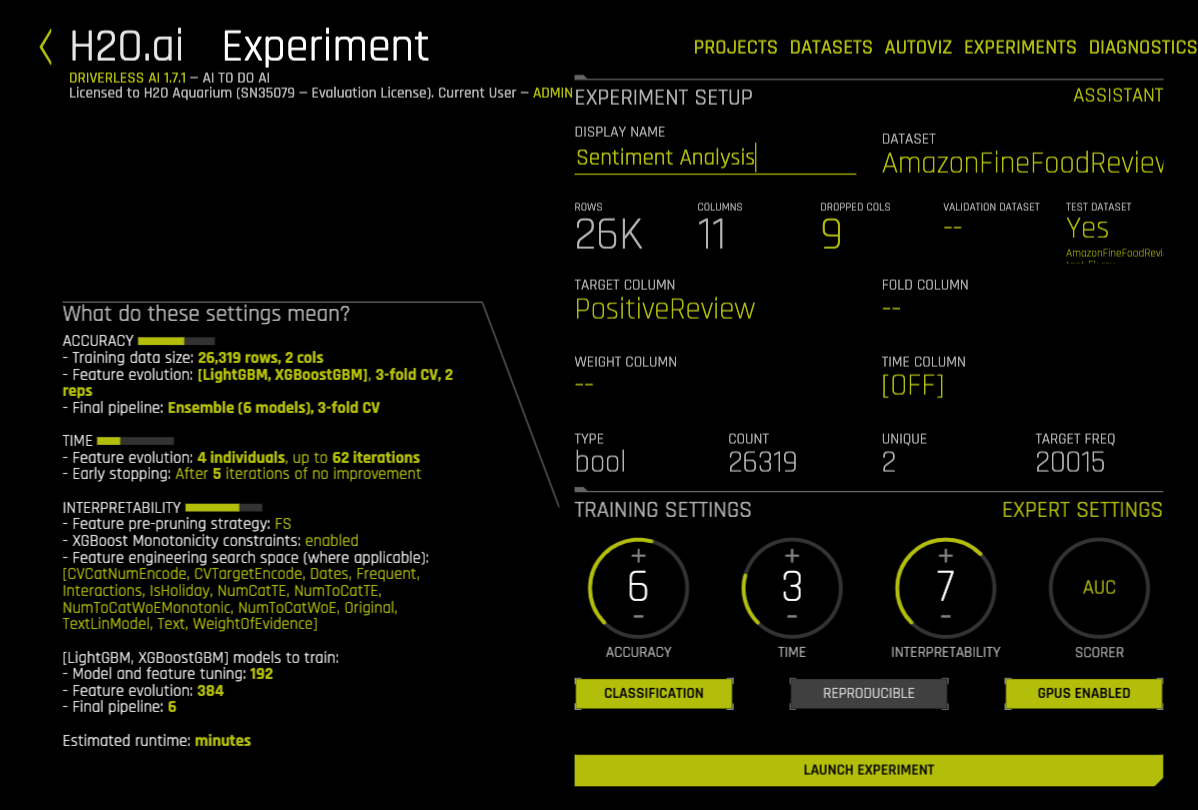 H2O.ai Experiment
DRIVERLESS AI 1.7.1 – AI TO DO AI
Licensed to H2O Aquarium (SN35079 – Evaluation License). Current User – ADMIN
PROJECTS DATASETS AUTOVIZ EXPERIMENTS DIAGNOSTICS
EXPERIMENT SETUP
ASSISTANT
DISPLAY NAME
Sentiment Analysis
DATASET
AmazonFineFoodReview
ROWS
26K
COLUMNS
11
DROPPED COLS
9
VALIDATION DATASET
--
TEST DATASET
Yes
AmazonFineFoodRevi
TARGET COLUMN
PositiveReview
FOLD COLUMN
--
WEIGHT COLUMN
--
TIME COLUMN
[OFF]
TYPE
bool
COUNT
26319
UNIQUE
2
TARGET FREQ
20015
What do these settings mean?
ACCURACY
- Training data size: 26,319 rows, 2 cols
- Feature evolution: [LightGBM, XGBoostGBM], 3-fold CV, 2
reps
- Final pipeline: Ensemble (6 models), 3-fold CV
TIME
- Feature evolution: 4 individuals, up to 62 iterations
- Early stopping: After 5 iterations of no improvement
INTERPRETABILITY
- Feature pre-pruning strategy: FS
- XGBoost Monotonicity constraints: enabled
- Feature engineering search space (where applicable):
[CVCatNumEncode, CVTargetEncode, Dates, Frequent,
Interactions, IsHoliday, NumCatTE, NumToCatTE,
NumToCatWoEMonotonic, NumToCatWoE, Original,
TextLinModel, Text, WeightOfEvidence]
[LightGBM, XGBoostGBM] models to train:
- Model and feature tuning: 192
- Feature evolution: 384
- Final pipeline: 6
Estimated runtime: minutes
TRAINING SETTINGS
EXPERT SETTINGS
+
6
-
ACCURACY
+
3
-
TIME
+
7
-
INTERPRETABILITY
AUC
SCORER
CLASSIFICATION
REPRODUCIBLE
GPUS ENABLED
LAUNCH EXPERIMENT